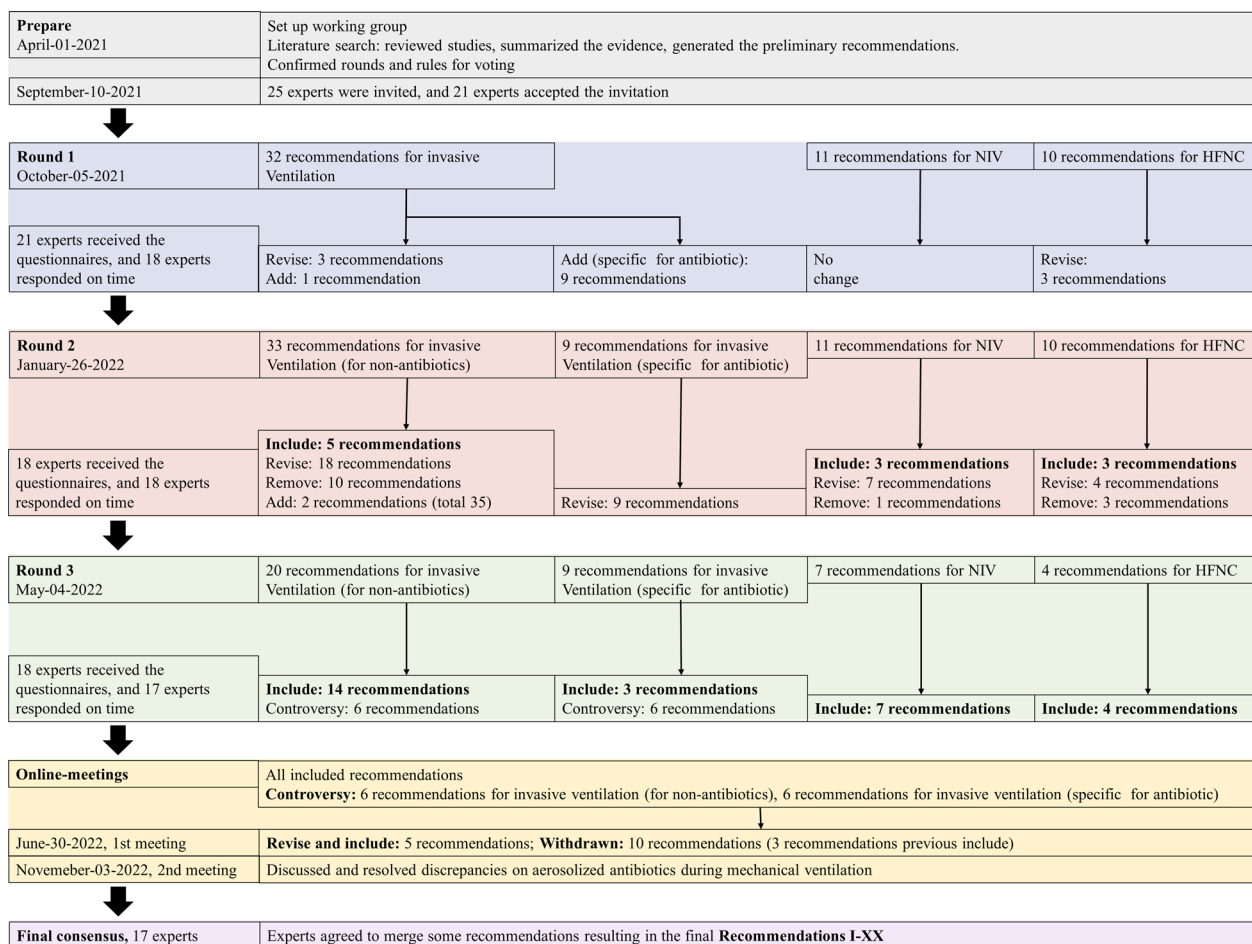 Prepare
April-01-2021
Set up working group
Literature search: reviewed studies, summarized the evidence, generated the preliminary recommendations.
Confirmed rounds and rules for voting
September-10-2021
25 experts were invited, and 21 experts accepted the invitation
Round 1
October-05-2021
32 recommendations for invasive
Ventilation
11 recommendations for NIV
10 recommendations for HFNC
21 experts received the
questionnaires, and 18 experts
responded on time
Revise: 3 recommendations
Add: 1 recommendation
Add (specific for antibiotic):
9 recommendations
No
change
Revise:
3 recommendations
Round 2
January-26-2022
33 recommendations for invasive
Ventilation (for non-antibiotics)
9 recommendations for invasive
Ventilation (specific for antibiotic)
11 recommendations for NIV
10 recommendations for HFNC
18 experts received the
questionnaires, and 18 experts
responded on time
Include: 5 recommendations
Revise: 18 recommendations
Remove: 10 recommendations
Add: 2 recommendations (total 35)
Revise: 9 recommendations
Include: 3 recommendations
Revise: 7 recommendations
Remove: 1 recommendations
Include: 3 recommendations
Revise: 4 recommendations
Remove: 3 recommendations
Round 3
May-04-2022
20 recommendations for invasive
Ventilation (for non-antibiotics)
9 recommendations for invasive
Ventilation (specific for antibiotic)
7 recommendations for NIV
4 recommendations for HFNC
18 experts received the
questionnaires, and 17 experts
responded on time
Include: 14 recommendations
Controversy: 6 recommendations
Include: 3 recommendations
Controversy: 6 recommendations
Include: 7 recommendations
Include: 4 recommendations
Online-meetings
All included recommendations
Controversy: 6 recommendations for invasive ventilation (for non-antibiotics), 6 recommendations for invasive ventilation (specific for antibiotic)
June-30-2022, 1st meeting
Revise and include: 5 recommendations; Withdrawn: 10 recommendations (3 recommendations previous include)
Novemeber-03-2022, 2nd meeting
Discussed and resolved discrepancies on aerosolized antibiotics during mechanical ventilation
Final consensus, 17 experts
Experts agreed to merge some recommendations resulting in the final Recommendations I-XX